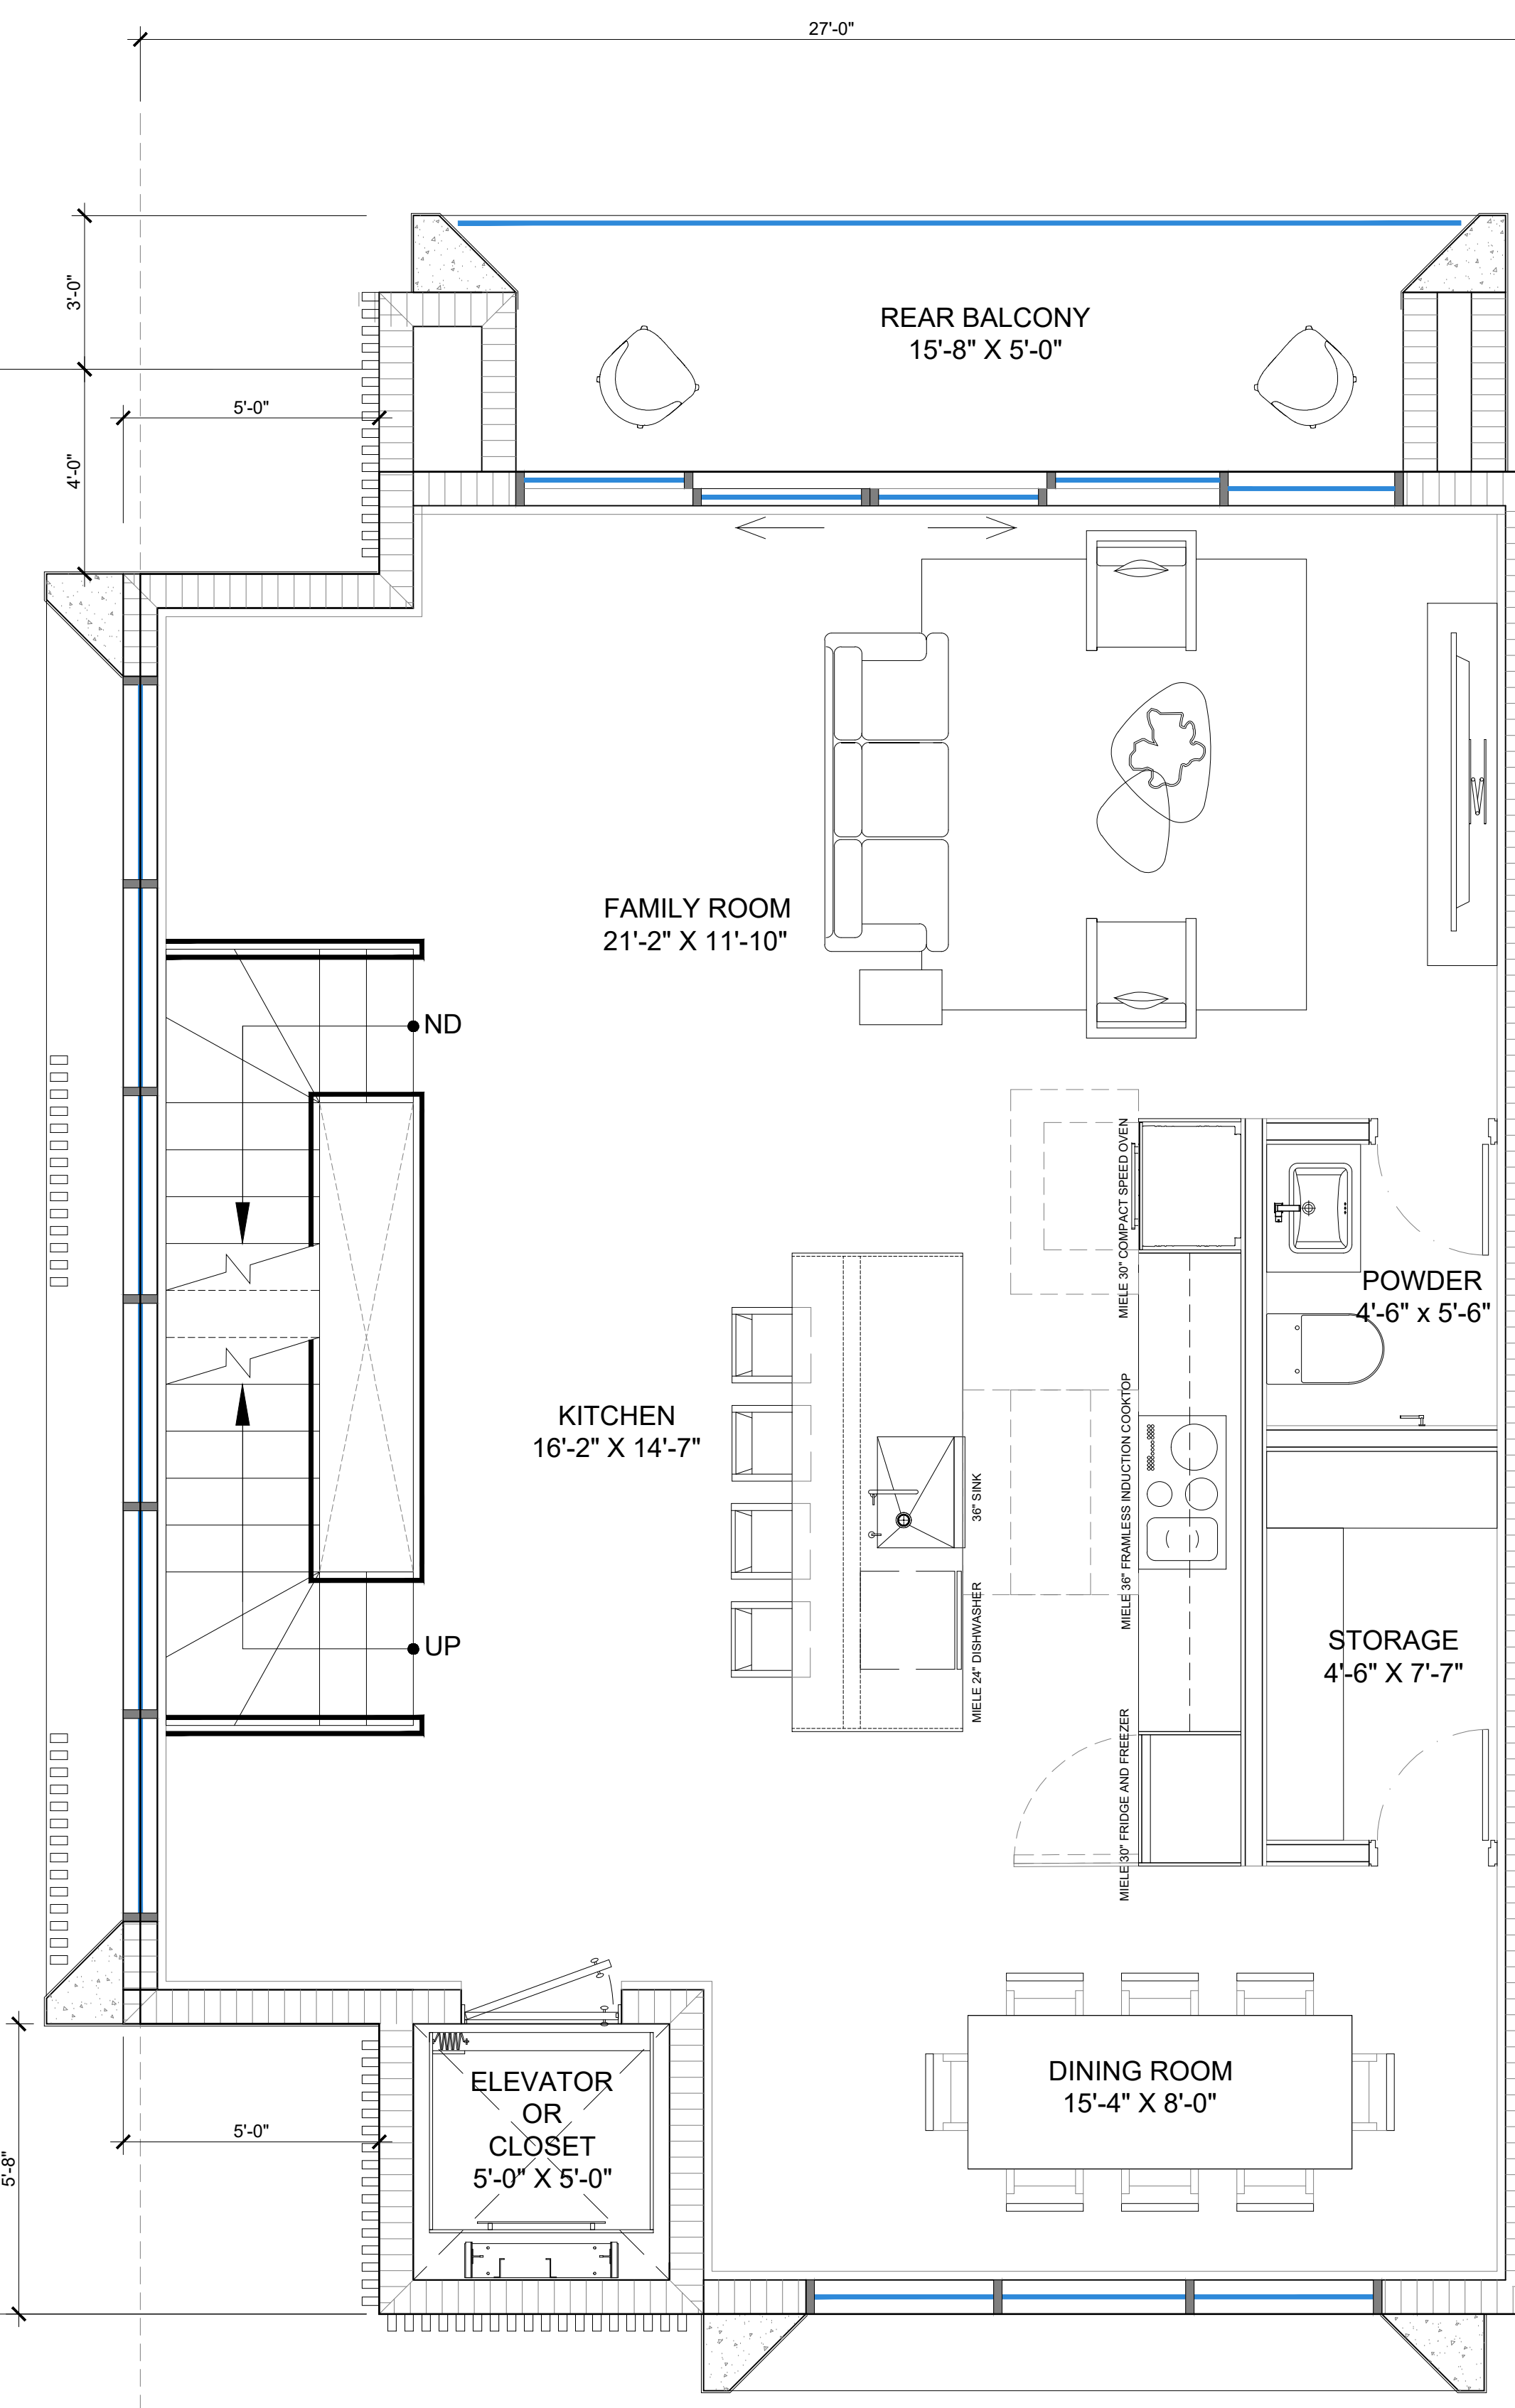 27'-0"
3'-0"
REAR BALCONY
15'-8" X 5'-0"
5'-0"
4'-0"
FAMILY ROOM
21'-2" X 11'-10"
ND
MIELE 30" COMPACT SPEED OVEN
POWDER
4'-6" x 5'-6"
KITCHEN
16'-2" X 14'-7"
36" SINK
MIELE 36" FRAMLESS INDUCTION COOKTOP
MIELE 24" DISHWASHER
UP
STORAGE
4'-6" X 7'-7"
MIELE 30" FRIDGE AND FREEZER
DINING ROOM
15'-4" X 8'-0"
ELEVATOR
OR
CLOSET
5'-0" X 5'-0"
5'-0"
5'-8"